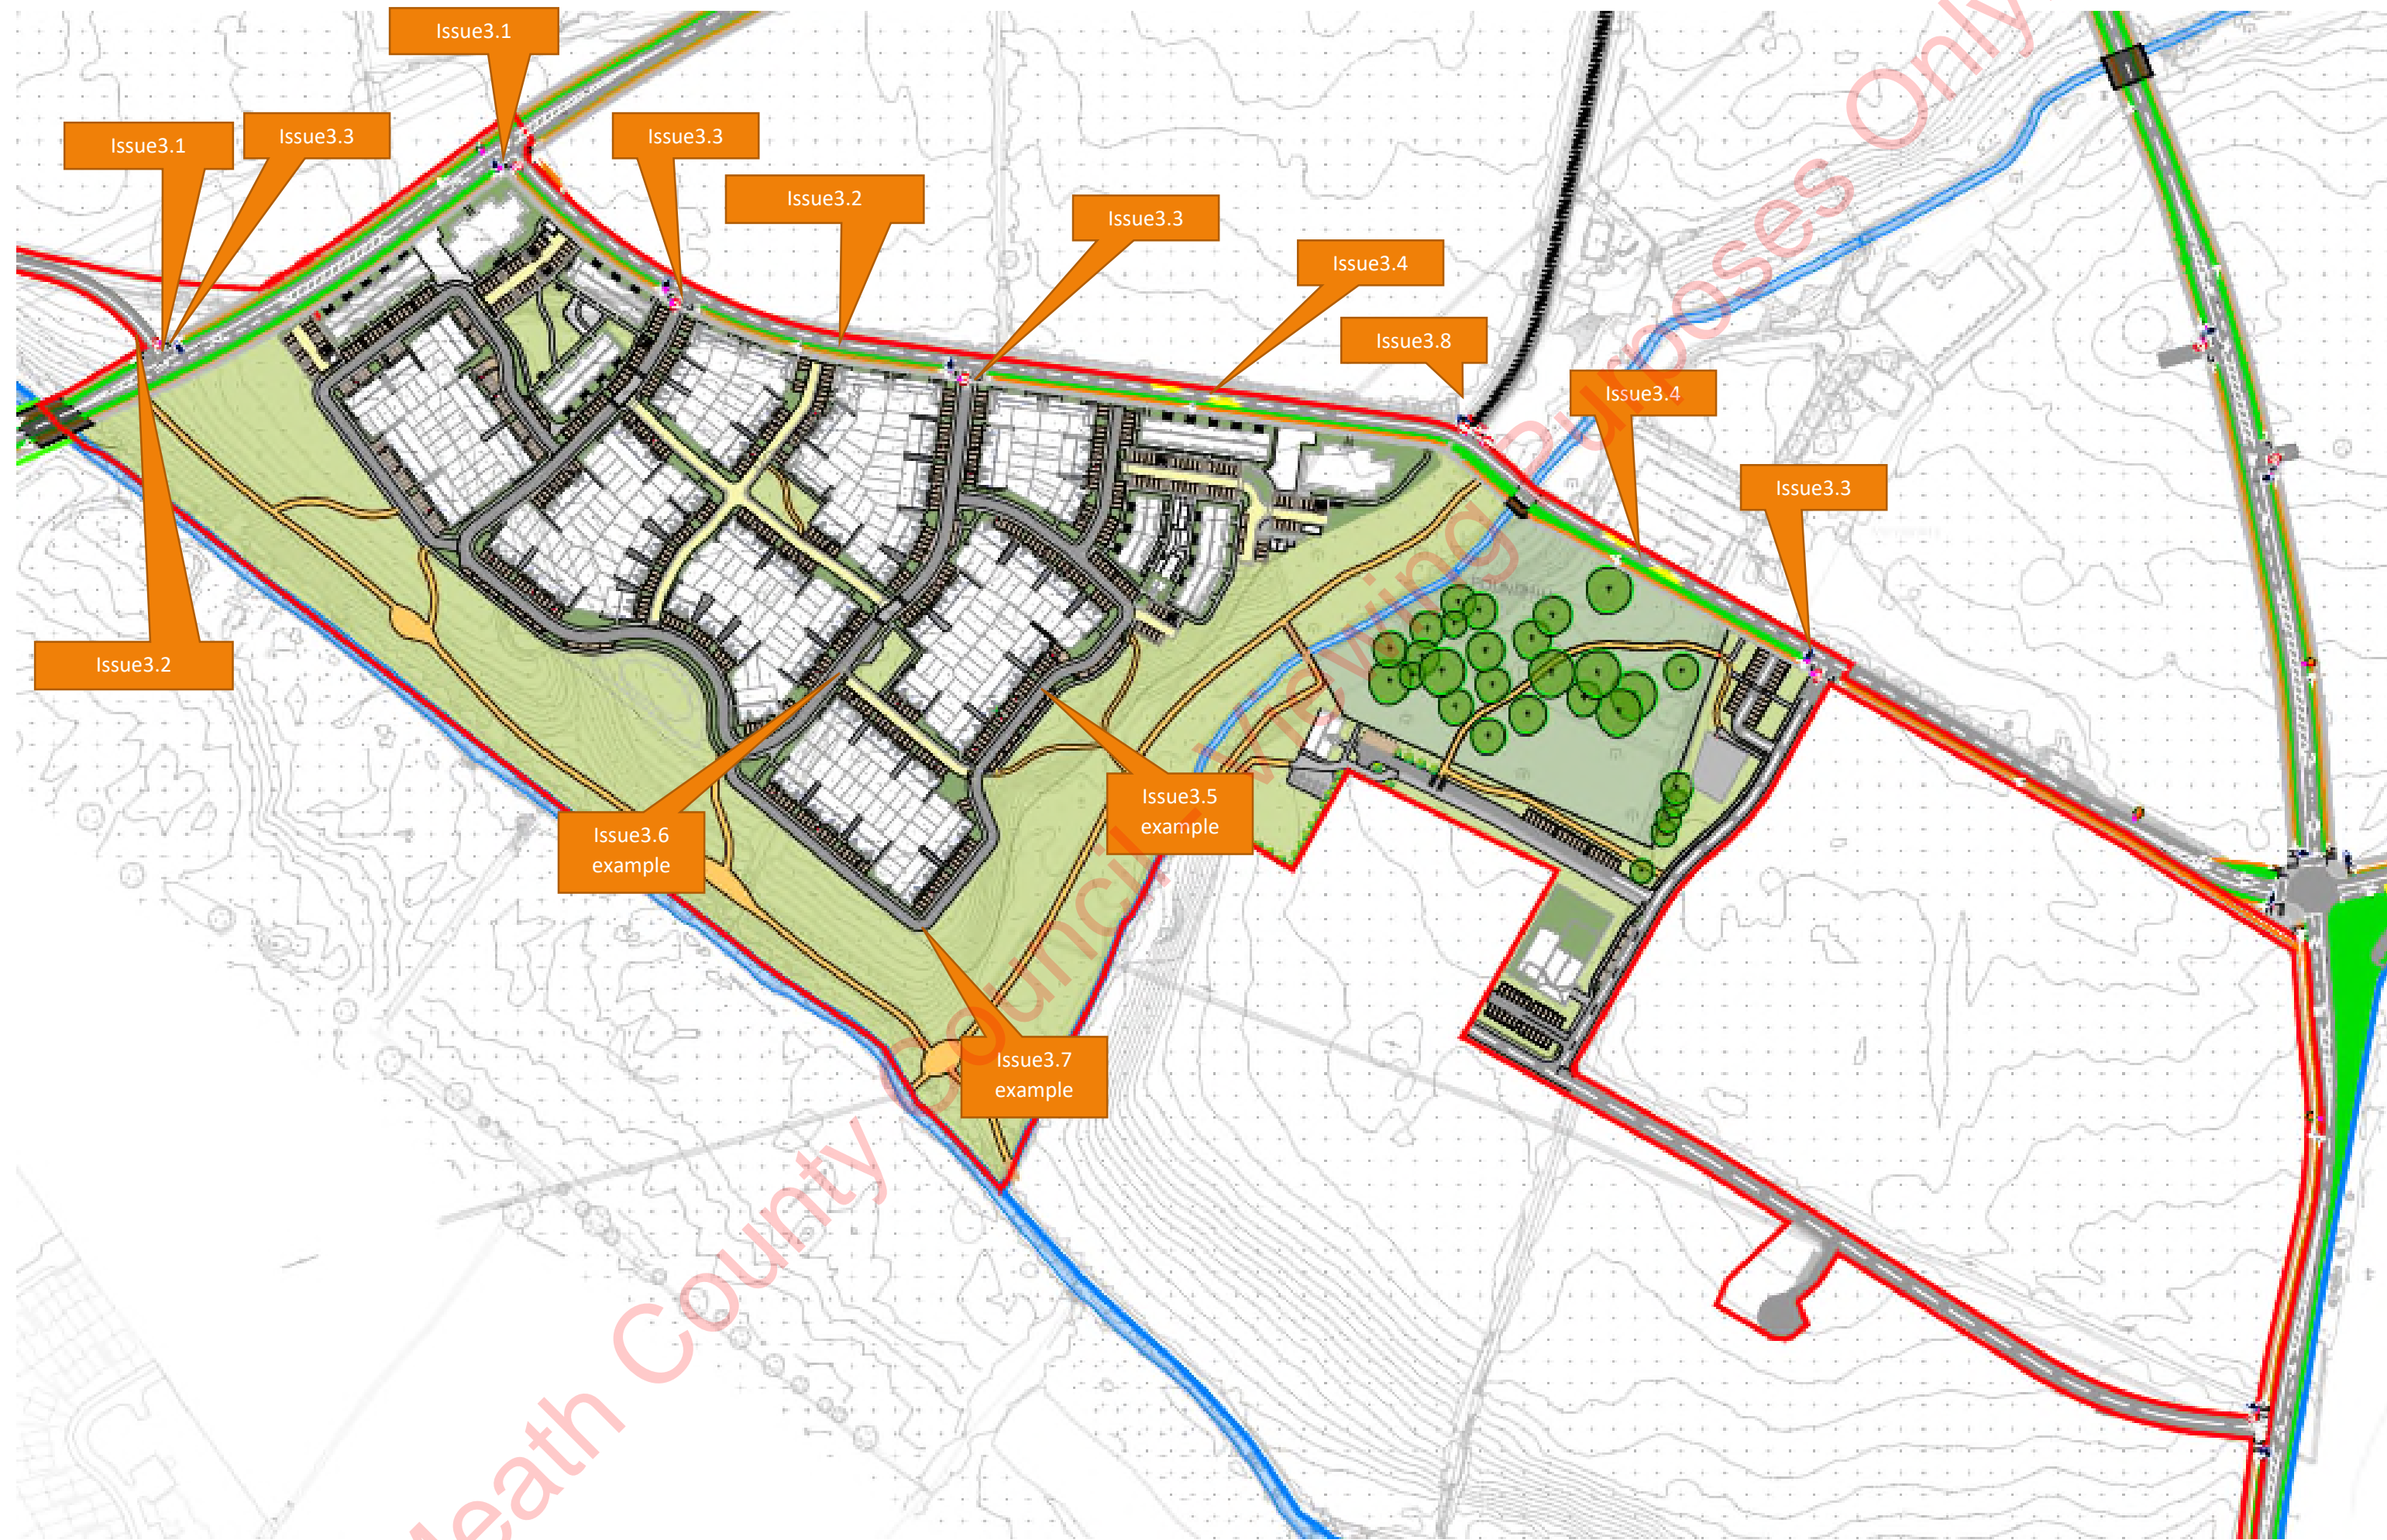 Issue3.1
Issue3.1
Issue3.3
Issue3.3
Issue3.2
Issue3.3
Issue3.4
Issue3.8
Issue3.4
Issue3.3
Issue3.2
Issue3.6
example
Issue3.5
example
Issue3.7
example
Meath County Council - Viewing Purposes Only